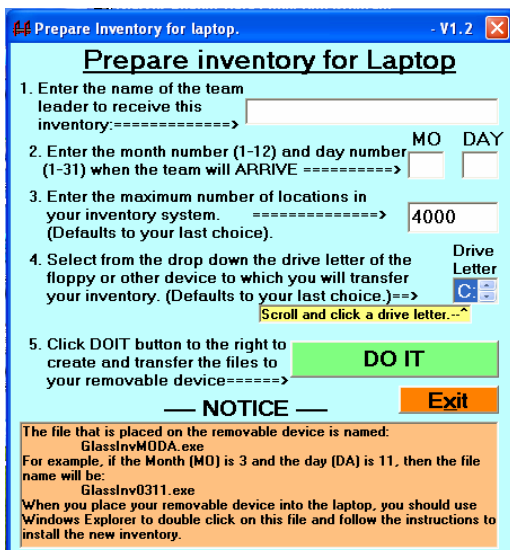 Prepare Inventory for laptop. - V1.2
Prepare inventory for Laptop
1. Enter the name of the team
leader to receive this
inventory:=============>
MO DAY
2. Enter the month number (1-12) and day number
(1-31) when the team will ARRIVE ==========>
3. Enter the maximum number of locations in
your inventory system. ==============>
4000
(Defaults to your last choice).
Drive
Letter
4. Select from the drop down the drive letter of the
floppy or other device to which you will transfer
your inventory. (Defaults to your last choice.)==>
C:
Scroll and click a drive letter.--^
5. Click DOIT button to the right to
create and transfer the files to
your removable device======>
DO IT
Exit
── NOTICE ──
The file that is placed on the removable device is named:
GlassInvMODA.exe
For example, if the Month (MO) is 3 and the day (DA) is 11, then the file
name will be:
GlassInv0311.exe
When you place your removable device into the laptop, you should use
Windows Explorer to double click on this file and follow the instructions to
install the new inventory.